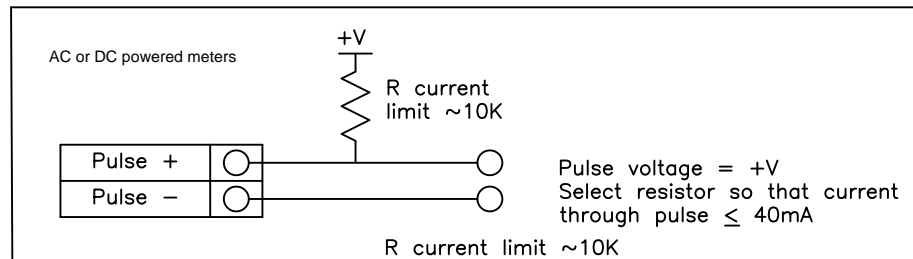 +V
AC or DC powered meters
R current
limit ~10K
Pulse +
Pulse −
Pulse voltage = +V
Select resistor so that current
through pulse ≤ 40mA
R current limit ~10K